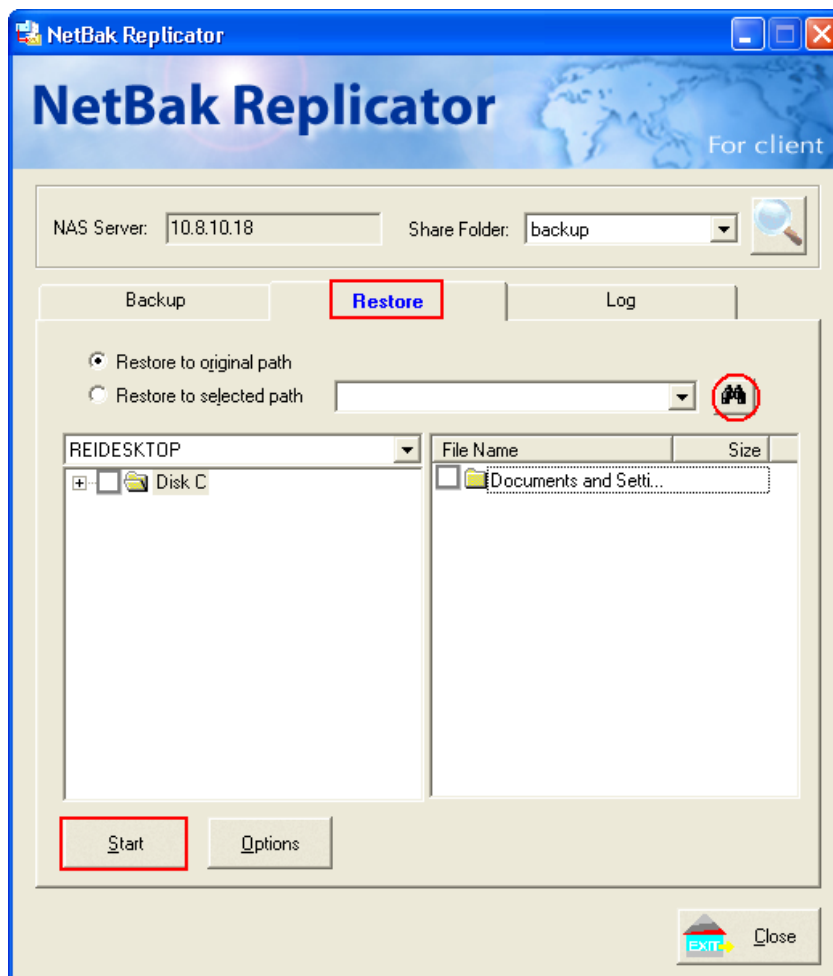 NetBak Replicator
NetBak Replicator
For client
NAS Server: 10.8.10.18 Share Folder: backup
Backup Restore Log
Restore to original path
Restore to selected path
REIDESKTOP File Name Size
Disk C Documents and Setti...
Start Options
EXIT Close